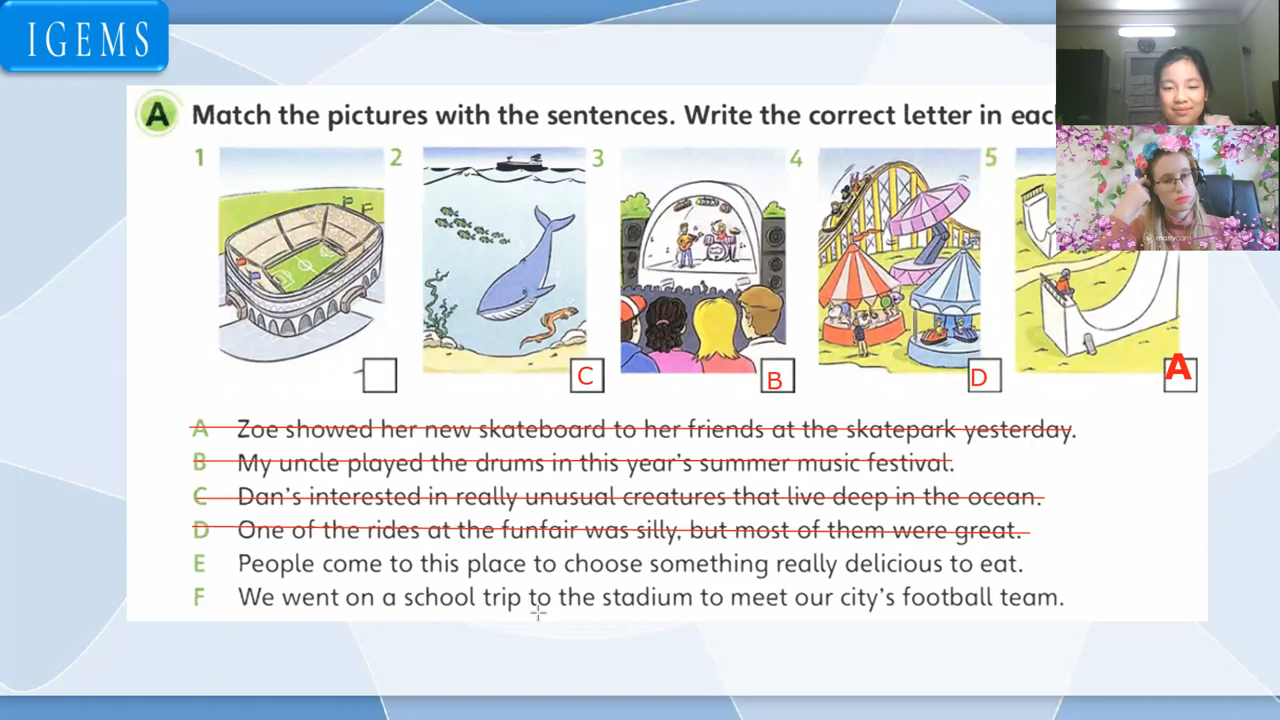 IGEMS
A Match the pictures with the sentences. Write the correct letter in eac
1 2 3 4 5
C B D A
A Zoe showed her new skateboard to her friends at the skatepark yesterday.
B My uncle played the drums in this year's summer music festival.
C Dan's interested in really unusual creatures that live deep in the ocean.
D One of the rides at the funfair was silly, but most of them were great.
E People come to this place to choose something really delicious to eat.
F We went on a school trip to the stadium to meet our city's football team.
manycam